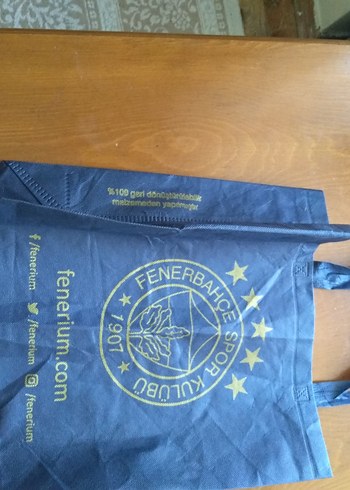 FENERBAHÇE SPOR KULÜBÜ
1907
fenerium.com
/fenerium /fenerium /fenerium
%100 geri dönüştürülebilir
malzemeden yapılmıştır